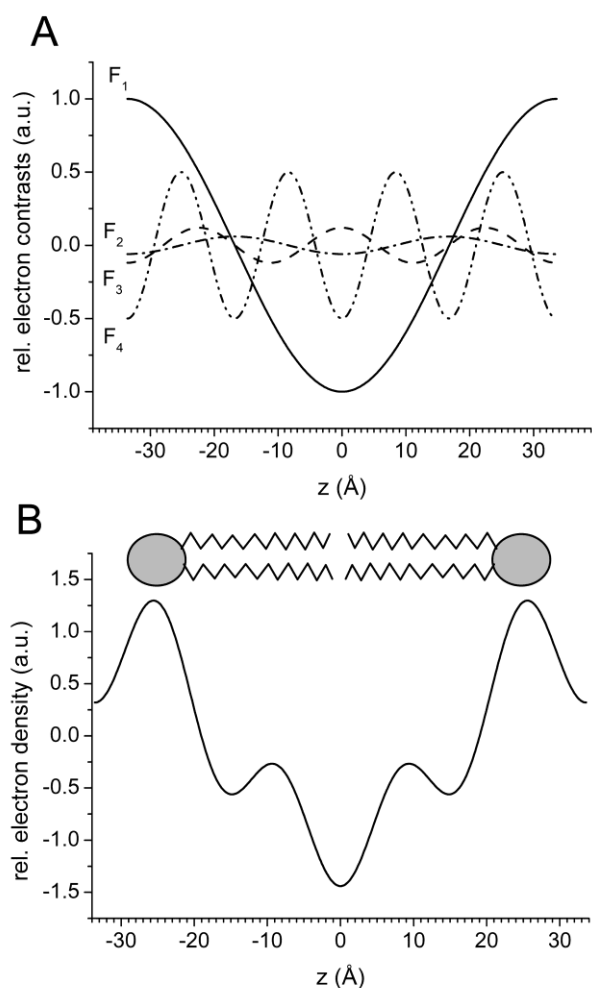 A
rel. electron contrasts (a.u.)
F1
F2
F3
F4
1.0
0.5
0.0
-0.5
-1.0
-30 -20 -10 0 10 20 30
z (Å)
B
rel. electron density (a.u.)
1.5
1.0
0.5
0.0
-0.5
-1.0
-1.5
-30 -20 -10 0 10 20 30
z (Å)